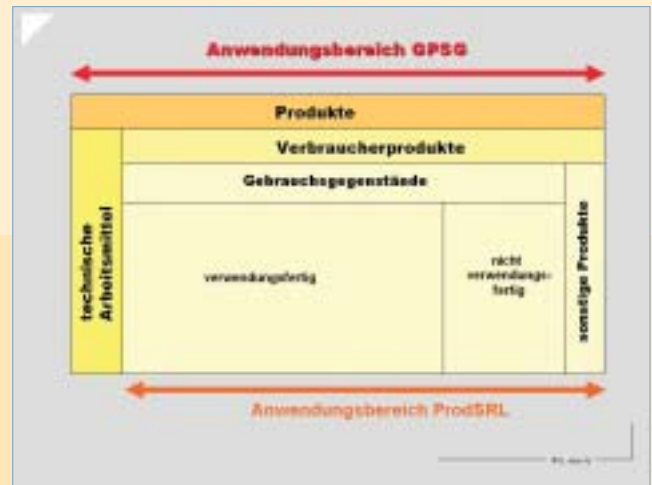 Anwendungsbereich GPSG
Produkte
technische
Arbeitsmittel
Verbraucherprodukte
Gebrauchsgegenstände
verwendungsfertig
nicht
verwendungs-
fertig
sonstige Produkte
Anwendungsbereich ProdSRL